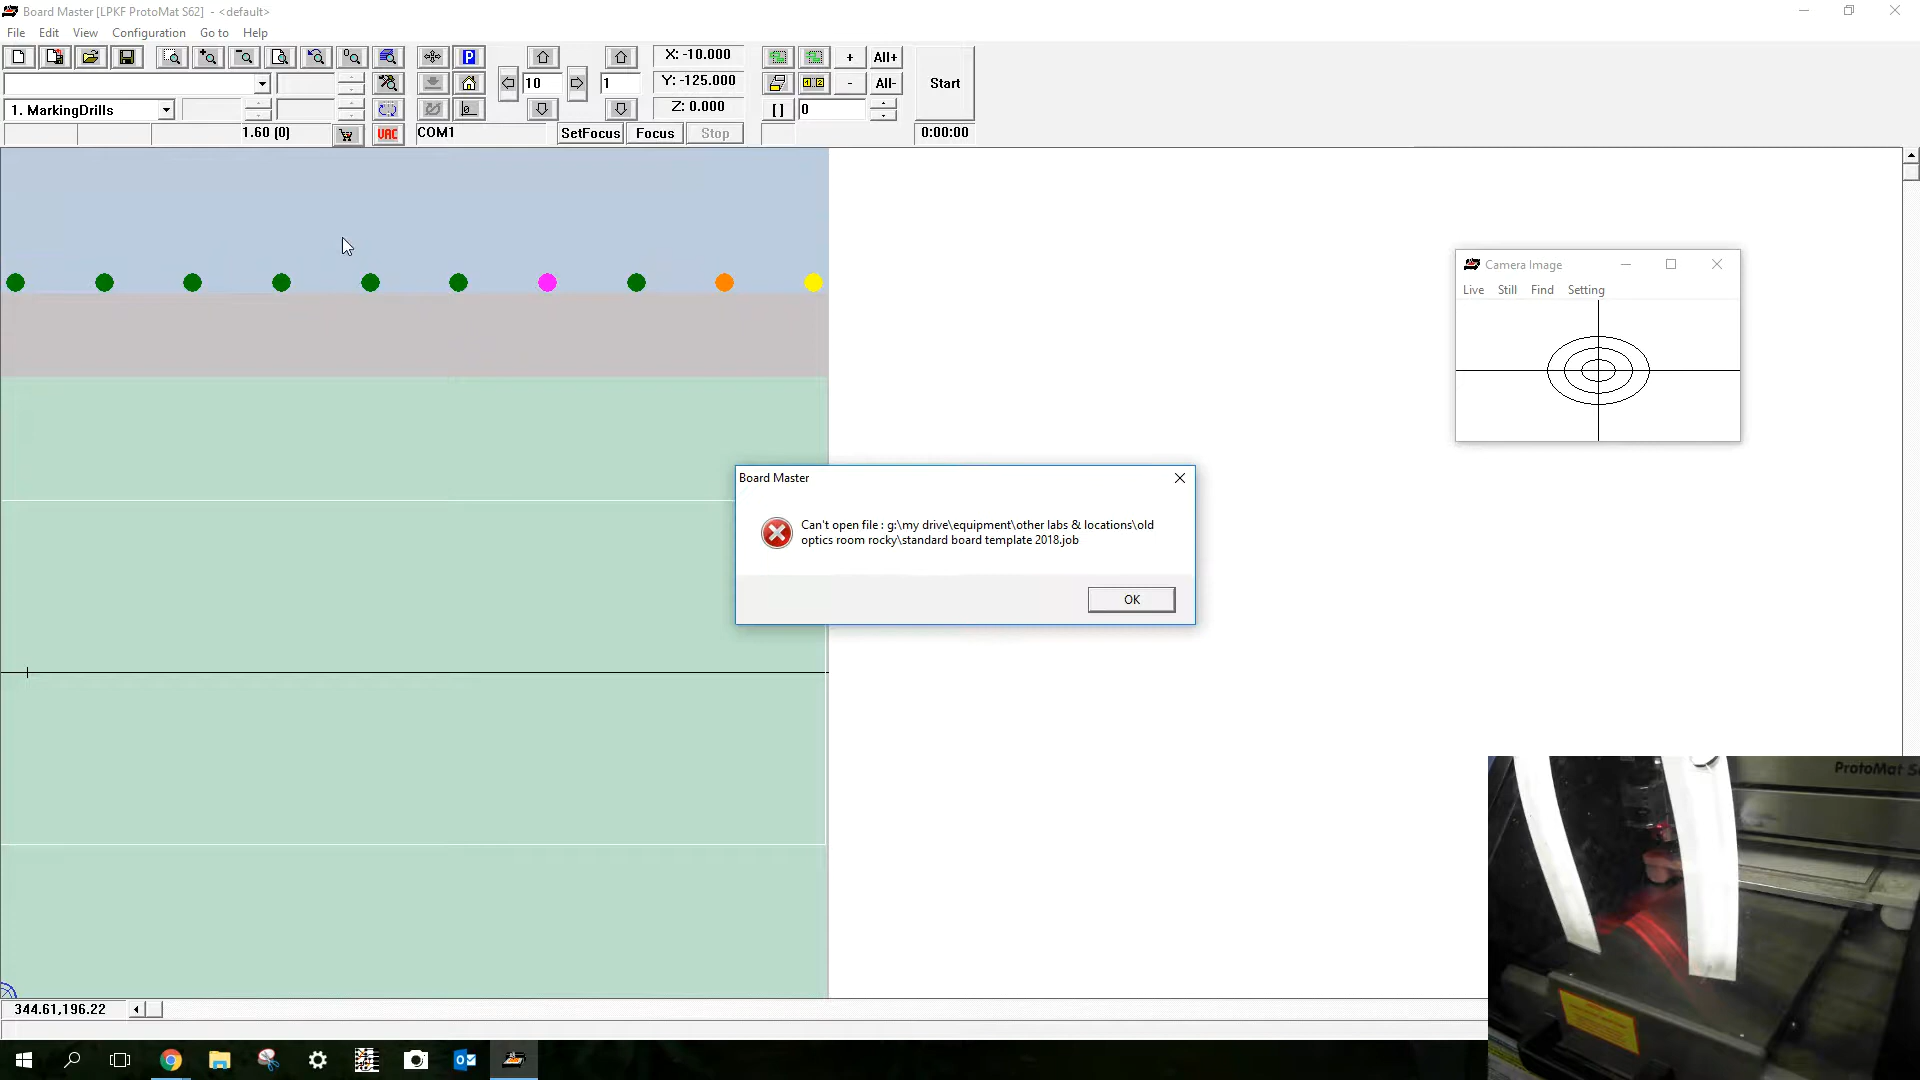 Board Master [LPKF ProtoMat S62] - <default>
File Edit View Configuration Go to Help
10
1
X: -10.000
+
All+
Start
Y: -125.000
-
All-
1. MarkingDrills
Z: 0.000
[ ]
0
1.60 (0)
VAC
COM1
SetFocus
Focus
Stop
0:00:00
Camera Image
Live Still Find Setting
Board Master
Can't open file : g:\my drive\equipment\other labs & locations\old
optics room rocky\standard board template 2018.job
OK
ProtoMat
344.61,196.22